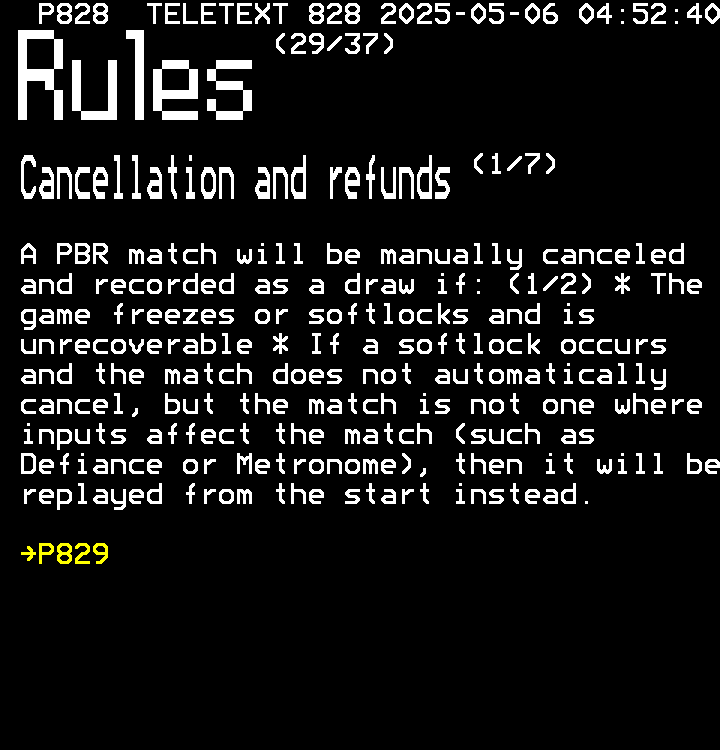 P828 TELETEXT 828 2025-05-06 04:52:40
Rules (29/37)
Cancellation and refunds (1/7)
A PBR match will be manually canceled
and recorded as a draw if: (1/2) * The
game freezes or softlocks and is
unrecoverable * If a softlock occurs
and the match does not automatically
cancel, but the match is not one where
inputs affect the match (such as
Defiance or Metronome), then it will be
replayed from the start instead.
→P829